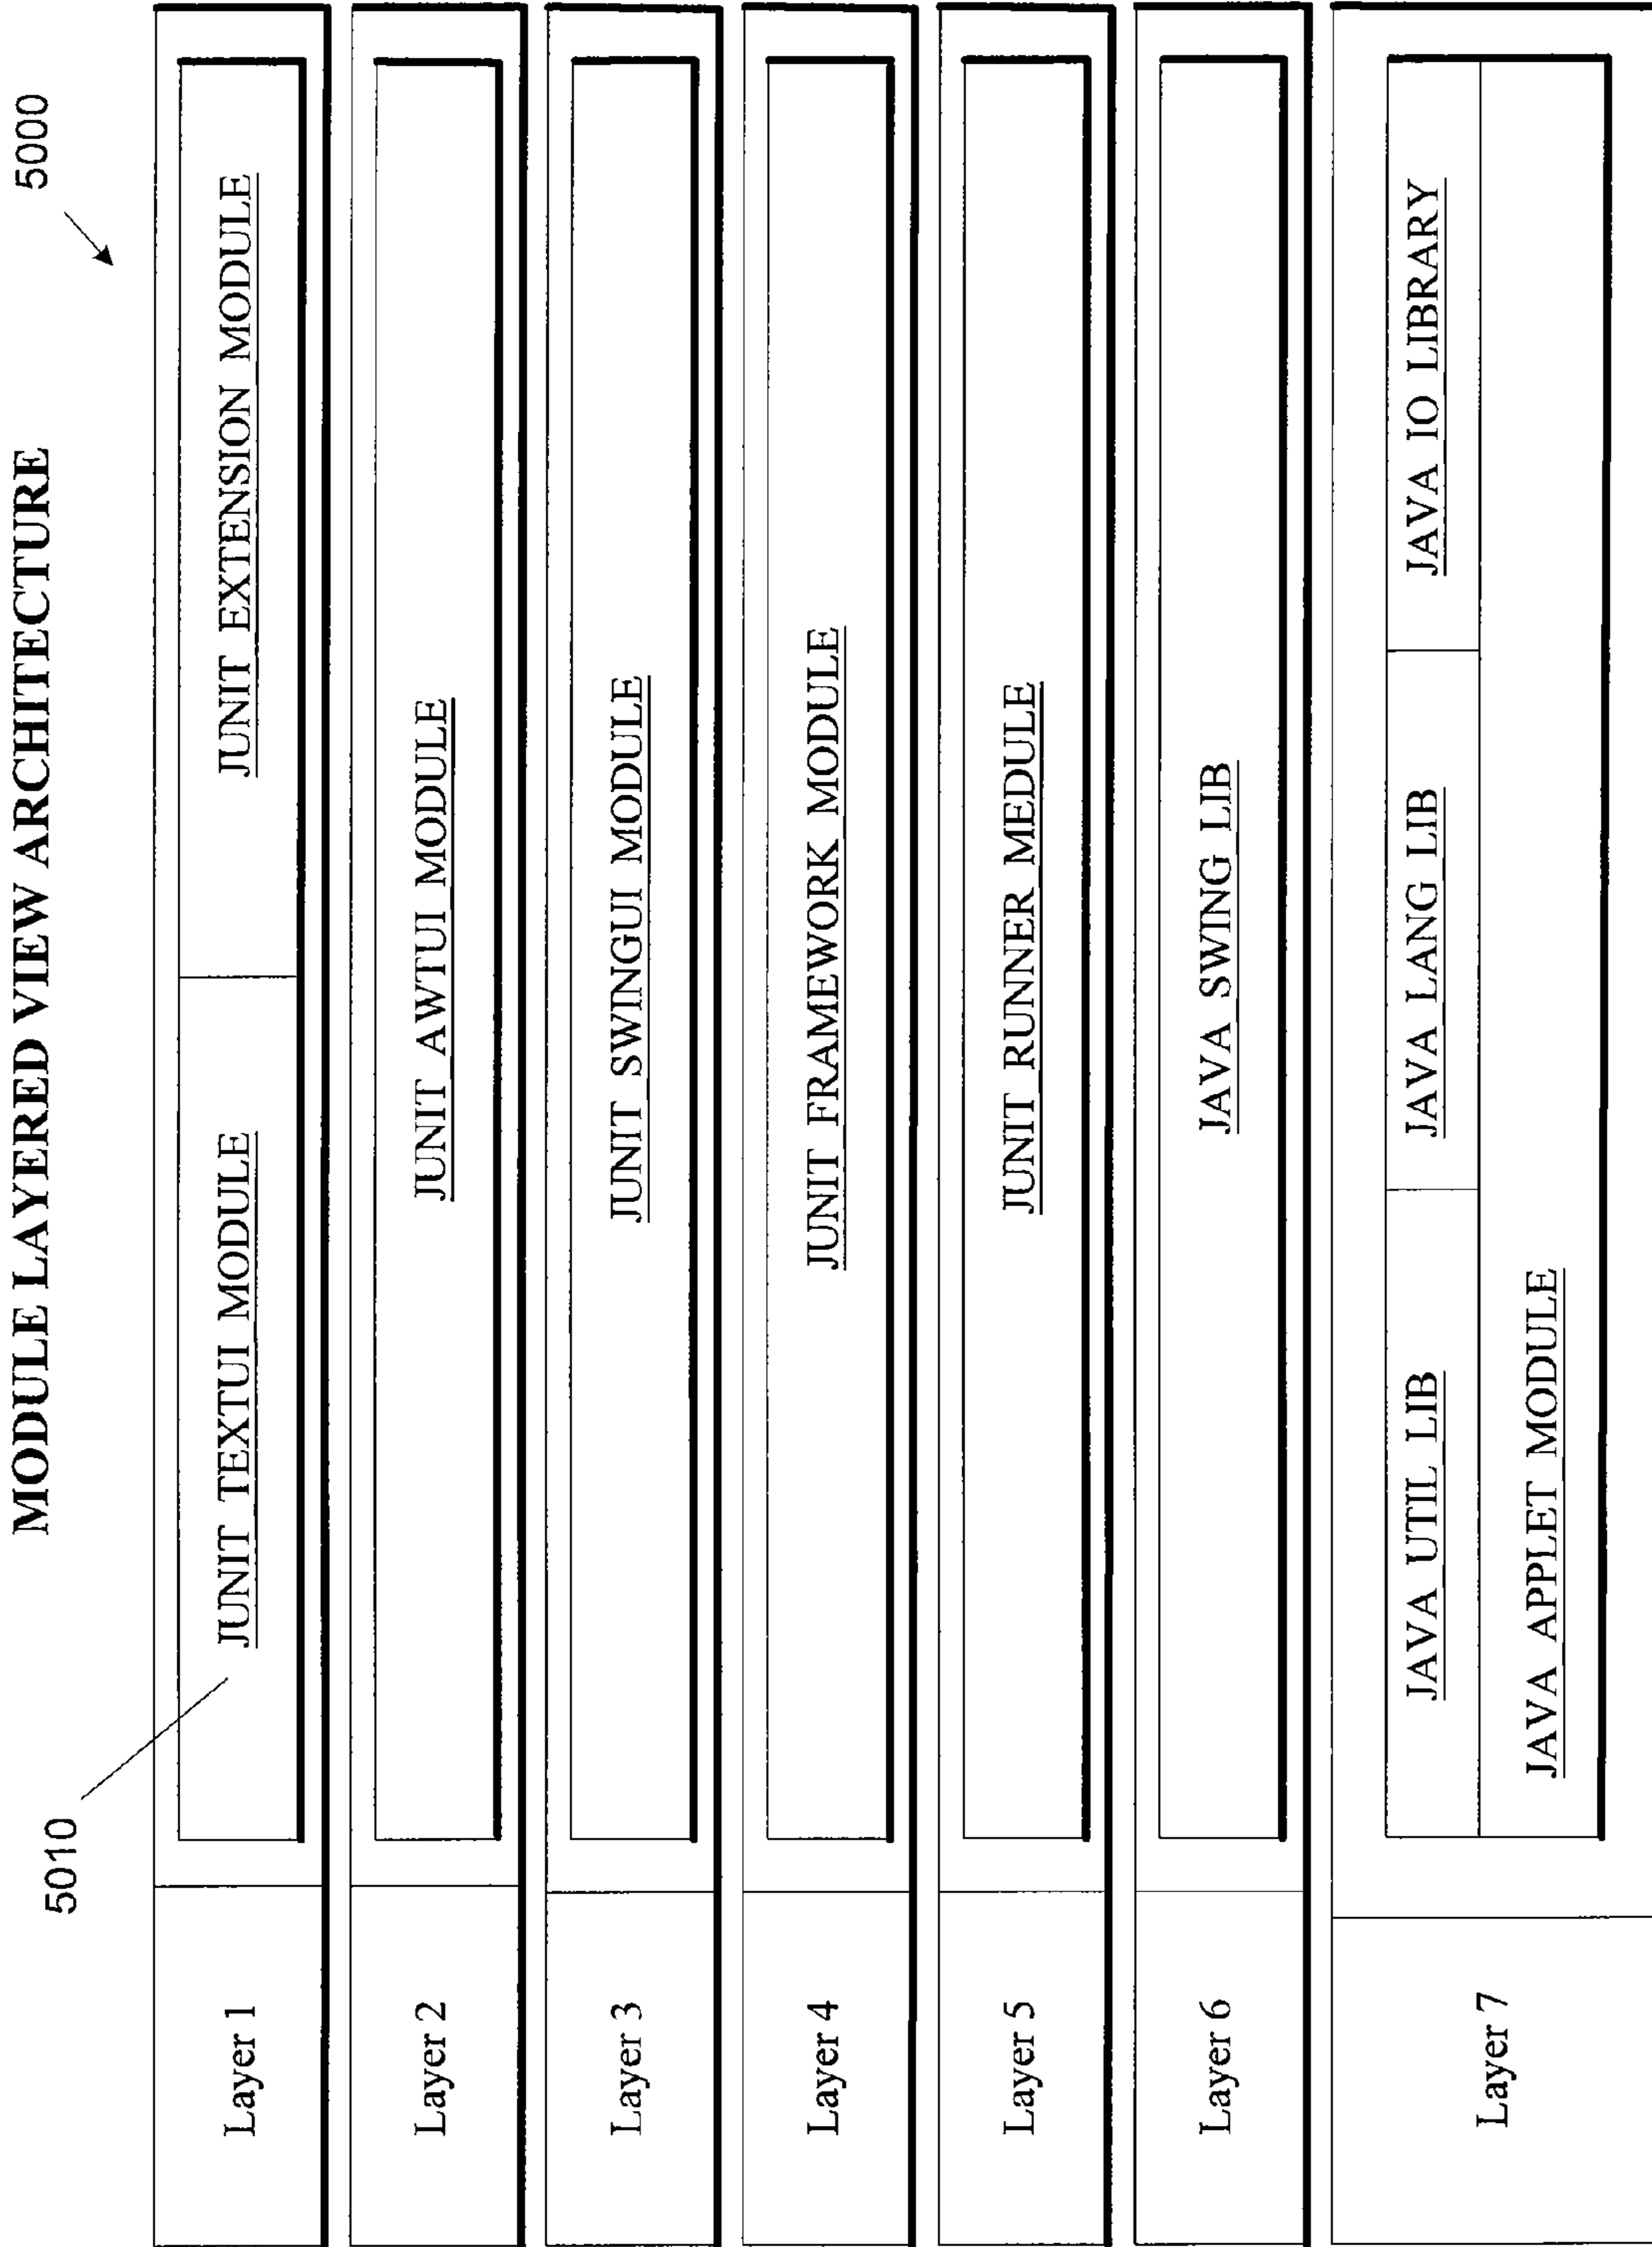 MODULE LAYERED VIEW ARCHITECTURE
5000
5010
Layer 1
JUNIT TEXTUI MODULE
JUNIT EXTENSION MODULE
Layer 2
JUNIT AWTUI MODULE
Layer 3
JUNIT SWINGUI MODULE
Layer 4
JUNIT FRAMEWORK MODULE
Layer 5
JUNIT RUNNER MEDULE
Layer 6
JAVA SWING LIB
Layer 7
JAVA UTIL LIB
JAVA LANG LIB
JAVA IO LIBRARY
JAVA APPLET MODULE